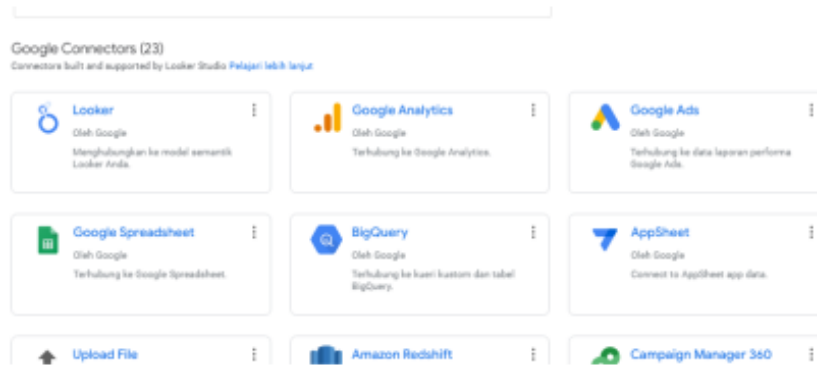 Google Connectors (23)
Connectors built and supported by Looker Studio Pelajari lebih lanjut
Looker
Oleh Google
Menghubungkan ke model semantik
Looker Anda.
Google Analytics
Oleh Google
Terhubung ke Google Analytics.
Google Ads
Oleh Google
Terhubung ke data laporan performa
Google Ads.
Google Spreadsheet
Oleh Google
Terhubung ke Google Spreadsheet.
BigQuery
Oleh Google
Terhubung ke kueri kustom dan tabel
BigQuery.
AppSheet
Oleh Google
Connect to AppSheet app data.
Upload File
Amazon Redshift
Campaign Manager 360